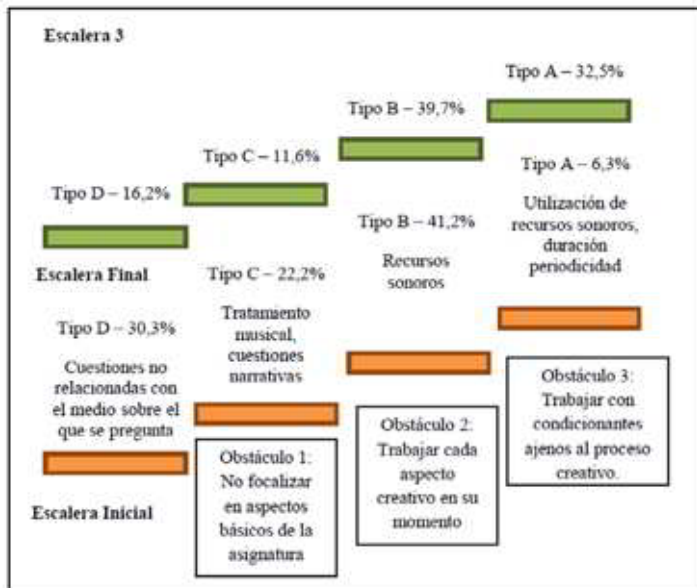 Escalera 3
Tipo A – 32,5%
Tipo B – 39,7%
Tipo C – 11,6%
Tipo D – 16,2%
Escalera Final
Tipo A – 6,3%
Utilización de
recursos sonoros,
duración
periodicidad
Tipo B – 41,2%
Recursos
sonoros
Tipo C – 22,2%
Tratamiento
musical,
cuestiones
narrativas
Tipo D – 30,3%
Cuestiones no
relacionadas con
el medio sobre el
que se pregunta
Escalera Inicial
Obstáculo 1:
No focalizar
en aspectos
básicos de la
asignatura
Obstáculo 2:
Trabajar cada
aspecto
creativo en su
momento
Obstáculo 3:
Trabajar con
condicionantes
ajenos al proceso
creativo.